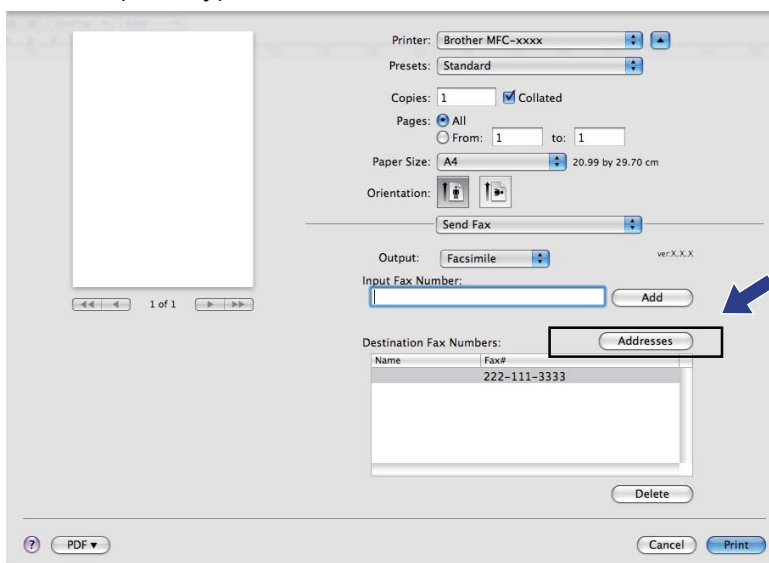 Printer: Brother MFC-xxxx
Presets: Standard
Copies: 1 Collated
Pages: All
From: 1 to: 1
Paper Size: A4 20.99 by 29.70 cm
Orientation:
Send Fax
Output: Facsimile ver:X.X.X
Input Fax Number:
Add
1 of 1
Destination Fax Numbers: Addresses
Name Fax#
222-111-3333
Delete
? PDF Cancel Print